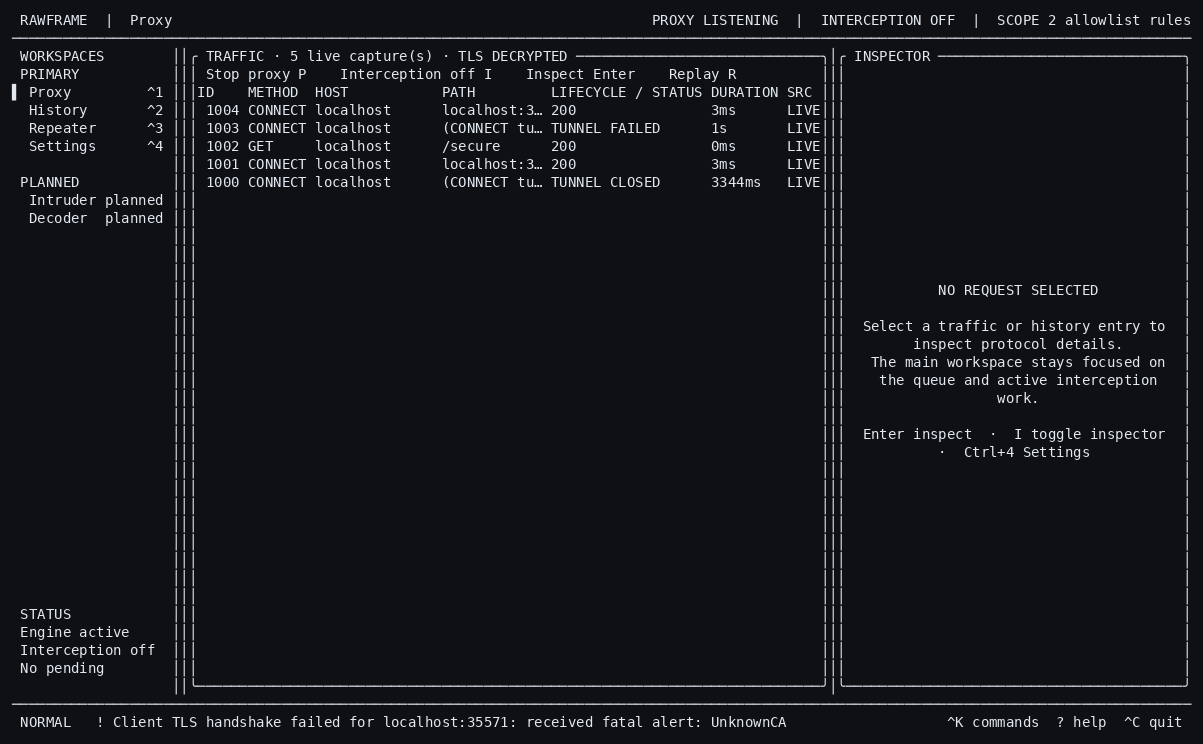 RAWFRAME | Proxy PROXY LISTENING | INTERCEPTION OFF | SCOPE 2 allowlist rules
WORKSPACES
PRIMARY
Proxy ^1
History ^2
Repeater ^3
Settings ^4
PLANNED
Intruder planned
Decoder planned
STATUS
Engine active
Interception off
No pending
TRAFFIC · 5 live capture(s) · TLS DECRYPTED
Stop proxy P Interception off I Inspect Enter Replay R
ID METHOD HOST PATH LIFECYCLE / STATUS DURATION SRC
1004 CONNECT localhost localhost:3… 200 3ms LIVE
1003 CONNECT localhost (CONNECT tu… TUNNEL FAILED 1s LIVE
1002 GET localhost /secure 200 0ms LIVE
1001 CONNECT localhost localhost:3… 200 3ms LIVE
1000 CONNECT localhost (CONNECT tu… TUNNEL CLOSED 3344ms LIVE
INSPECTOR
NO REQUEST SELECTED
Select a traffic or history entry to
inspect protocol details.
The main workspace stays focused on
the queue and active interception
work.
Enter inspect · I toggle inspector
· Ctrl+4 Settings
NORMAL ! Client TLS handshake failed for localhost:35571: received fatal alert: UnknownCA ^K commands ? help ^C quit